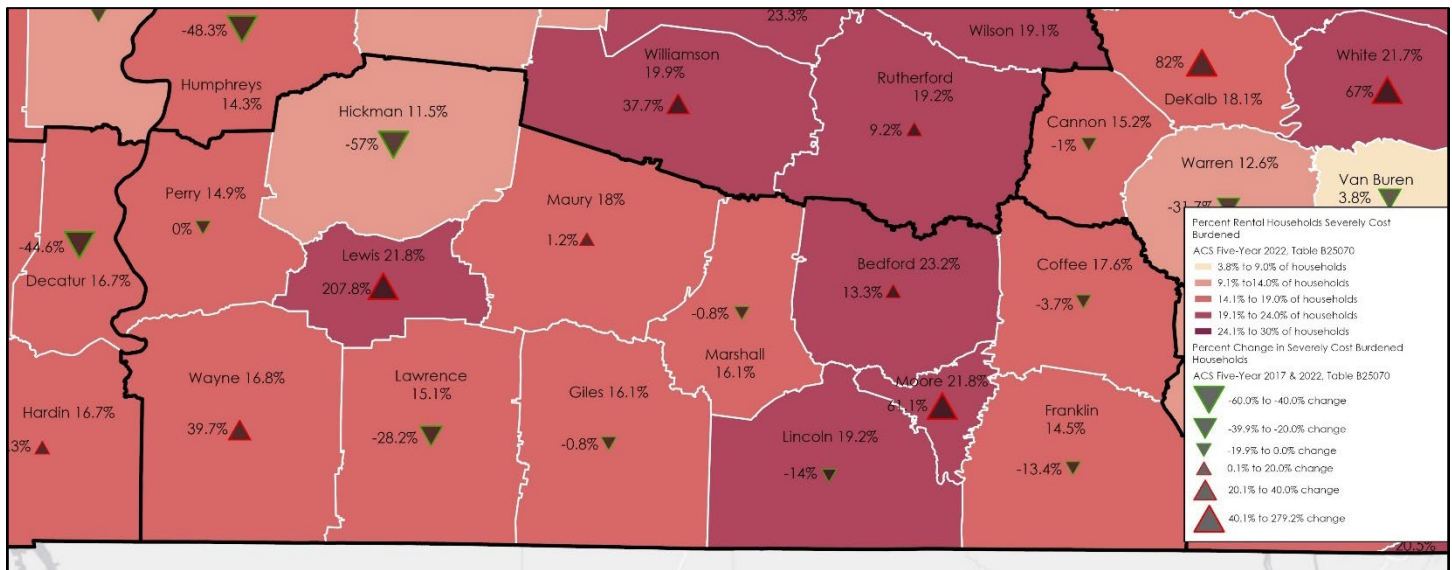 23.3%
-48.3%
Wilson 19.1%
Williamson
19.9%
82%
White 21.7%
Humphreys
14.3%
Rutherford
19.2%
67%
DeKalb 18.1%
Hickman 11.5%
37.7%
Cannon 15.2%
9.2%
-57%
-1%
Warren 12.6%
Van Buren
3.8%
Perry 14.9%
Maury 18%
0%
-44.6%
1.2%
Decatur 16.7%
Lewis 21.8%
Bedford 23.2%
Coffee 17.6%
207.8%
13.3%
-3.7%
-0.8%
Marshall
16.1%
Wayne 16.8%
Lawrence
15.1%
Giles 16.1%
Moore 21.8%
61.1%
Hardin 16.7%
Franklin
14.5%
.3%
39.7%
-28.2%
-0.8%
Lincoln 19.2%
-14%
-13.4%
Percent Rental Households Severely Cost
Burdened
ACS Five-Year 2022, Table B25070
3.8% to 9.0% of households
9.1% to14.0% of households
14.1% to 19.0% of households
19.1% to 24.0% of households
24.1% to 30% of households
Percent Change in Severely Cost Burdened
Households
ACS Five-Year 2017 & 2022, Table B25070
-60.0% to -40.0% change
-39.9% to -20.0% change
-19.9% to 0.0% change
0.1% to 20.0% change
20.1% to 40.0% change
40.1% to 279.2% change
20.5%